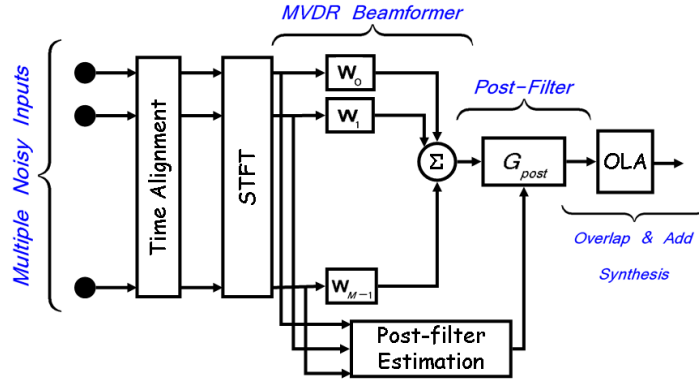 MVDR Beamformer
Multiple Noisy Inputs
Time Alignment
STFT
W0
W1
WM-1
Σ
Post-Filter
Gpost
OLA
Overlap & Add
Synthesis
Post-filter
Estimation